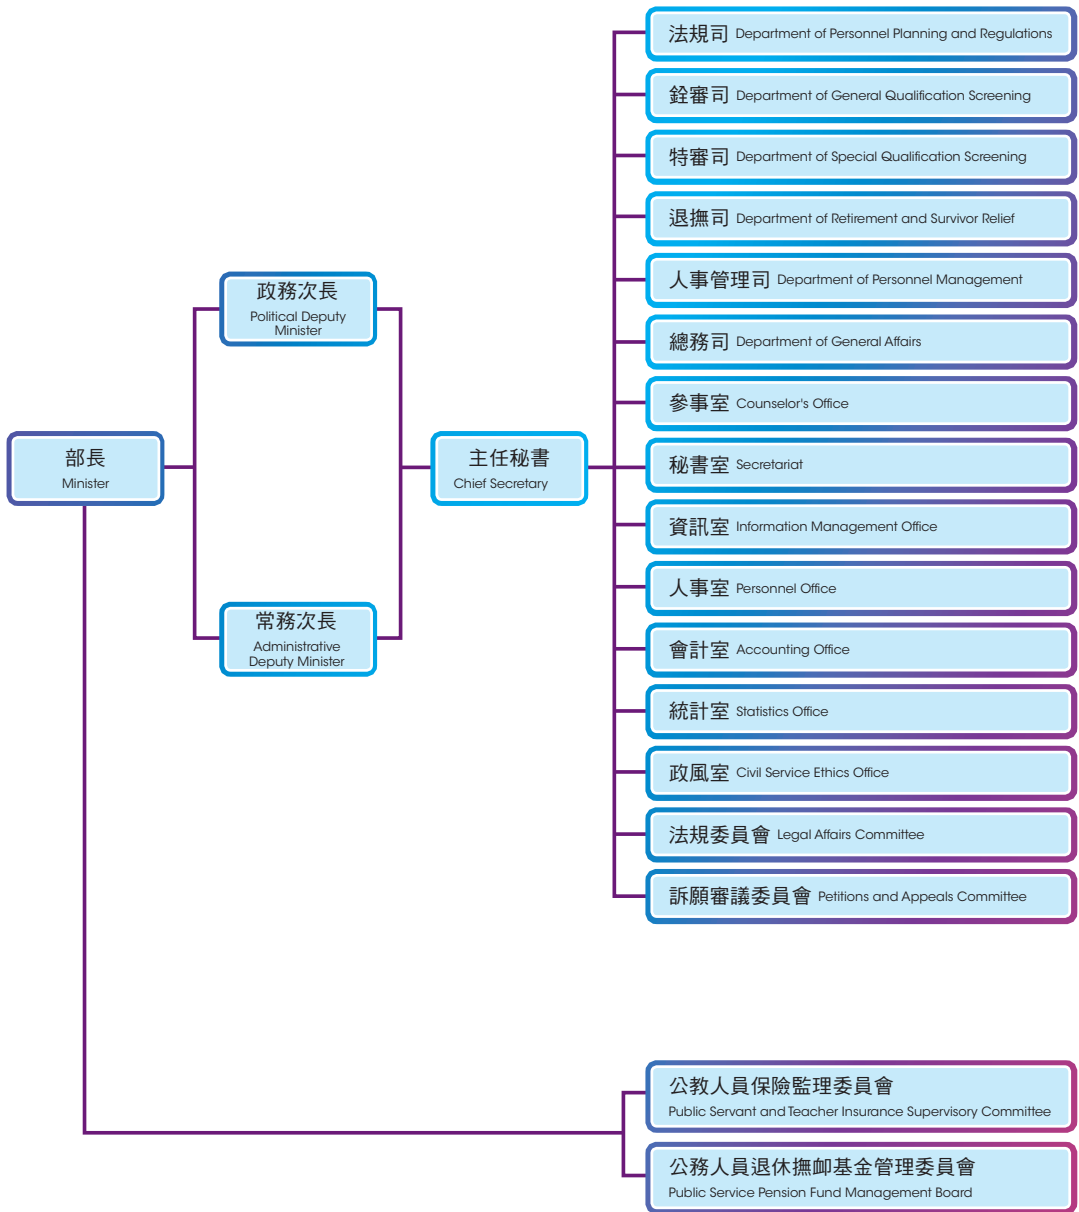 部長
Minister
政務次長
Political Deputy
Minister
常務次長
Administrative
Deputy Minister
主任秘書
Chief Secretary
法規司 Department of Personnel Planning and Regulations
銓審司 Department of General Qualification Screening
特審司 Department of Special Qualification Screening
退撫司 Department of Retirement and Survivor Relief
人事管理司 Department of Personnel Management
總務司 Department of General Affairs
參事室 Counselor's Office
秘書室 Secretariat
資訊室 Information Management Office
人事室 Personnel Office
會計室 Accounting Office
統計室 Statistics Office
政風室 Civil Service Ethics Office
法規委員會 Legal Affairs Committee
訴願審議委員會 Petitions and Appeals Committee
公教人員保險監理委員會
Public Servant and Teacher Insurance Supervisory Committee
公務人員退休撫卹基金管理委員會
Public Service Pension Fund Management Board